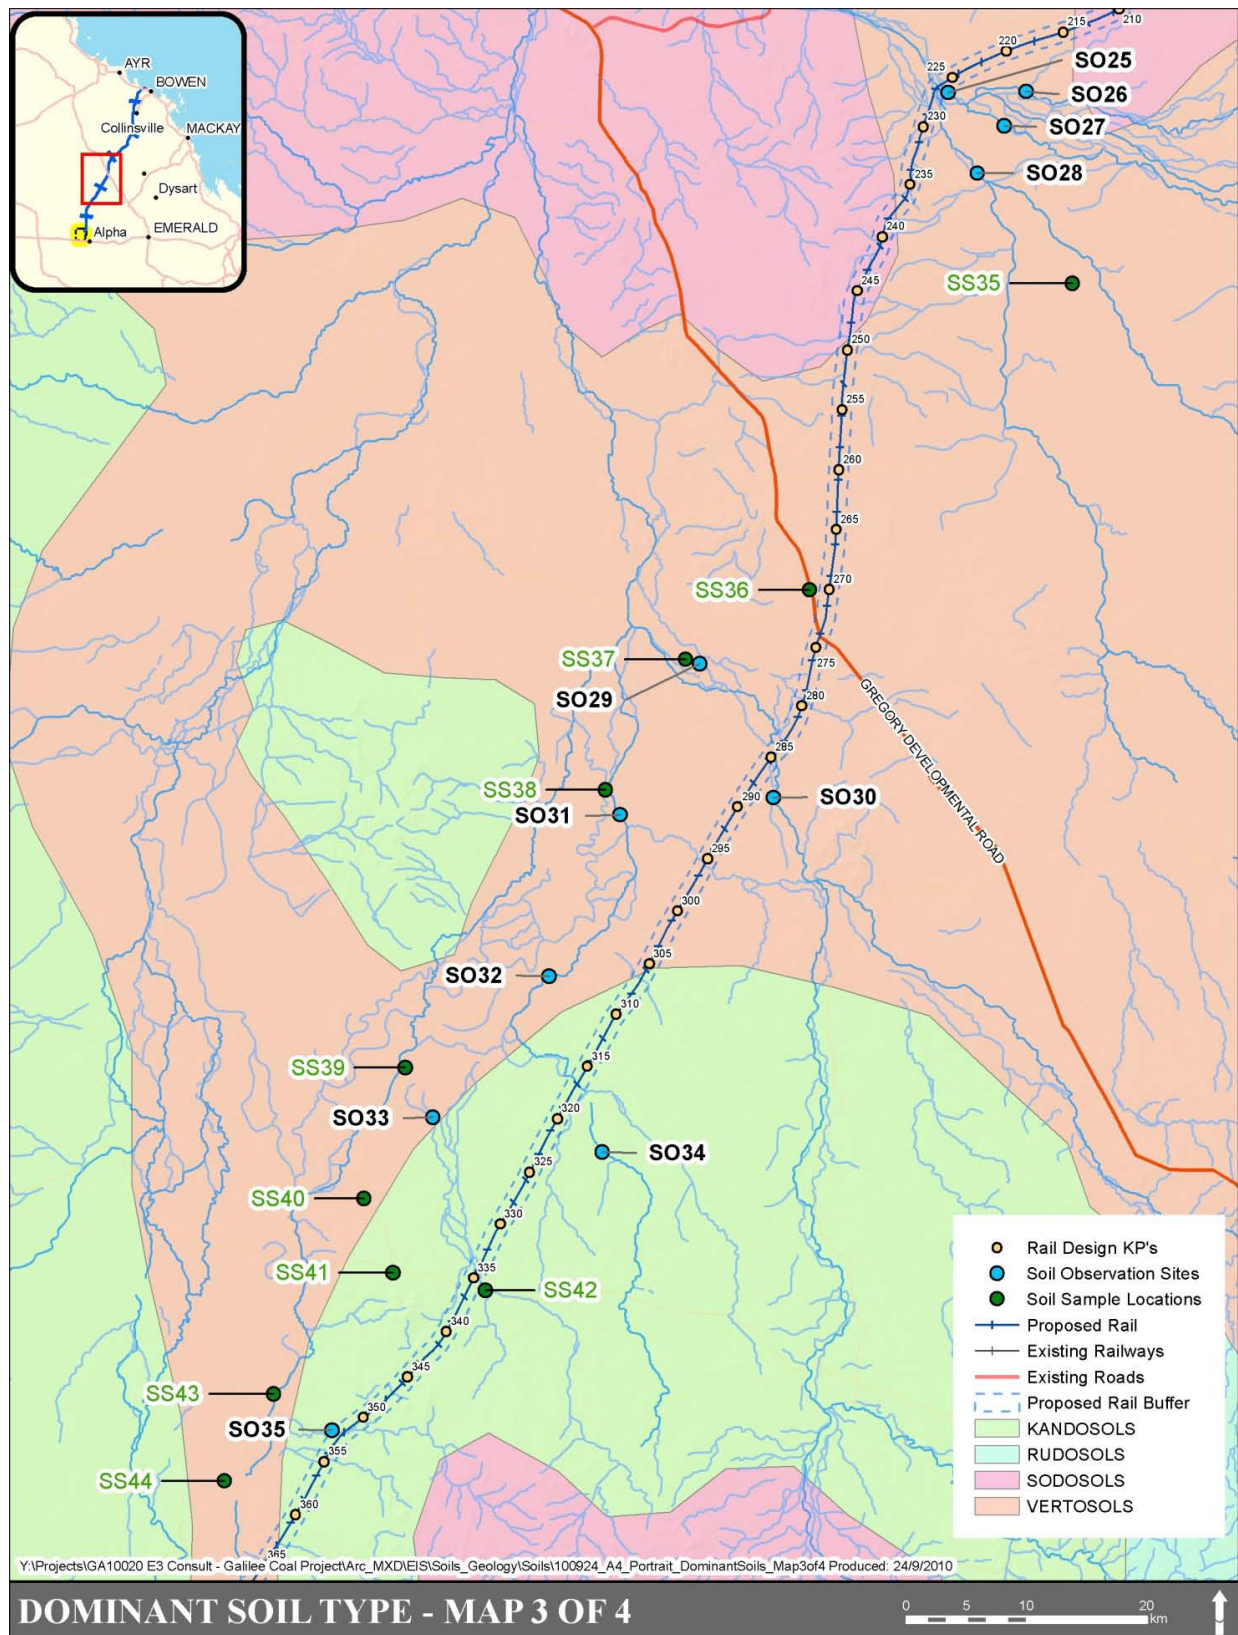 AYR
BOWEN
Collinsville
MACKAY
Dysart
Alpha
EMERALD
210
215
220
225
SO25
SO26
230
SO27
SO28
235
240
SS35
245
250
255
260
265
270
SS36
275
SS37
SO29
280
GREGORY DEVELOPMENTAL ROAD
285
SS38
SO30
290
SO31
295
300
305
SO32
310
315
SS39
320
SO33
SO34
325
SS40
330
335
SS41
SS42
340
345
SS43
350
SO35
355
SS44
360
365
Rail Design KP's
Soil Observation Sites
Soil Sample Locations
Proposed Rail
Existing Railways
Existing Roads
Proposed Rail Buffer
KANDOSOLS
RUDOSOLS
SODOSOLS
VERTOSOLS
Y:\Projects\GA10020 E3 Consult - Galilee Coal Project\Arc_MXD\EIS\Soils_Geology\Soils\100924_A4_Portrait_DominantSoils_Map3of4 Produced: 24/9/2010
DOMINANT SOIL TYPE - MAP 3 OF 4
0 5 10 20
km